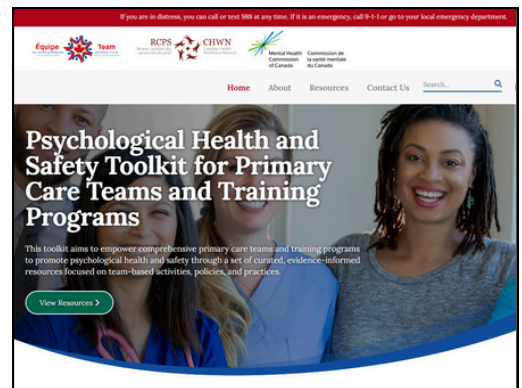 If you are in distress, you can call or text 988 at any time. If it is an emergency, call 9-1-1 or go to your local emergency department.
Équipe Team
RCPS CHWN
Mental Health Commission de
Commission la santé mentale
of Canada du Canada
Home About Resources Contact Us Search...
Psychological Health and
Safety Toolkit for Primary
Care Teams and Training
Programs
This toolkit aims to empower comprehensive primary care teams and training programs
to promote psychological health and safety through a set of curated, evidence-informed
resources focused on team-based activities, policies, and practices.
View Resources >